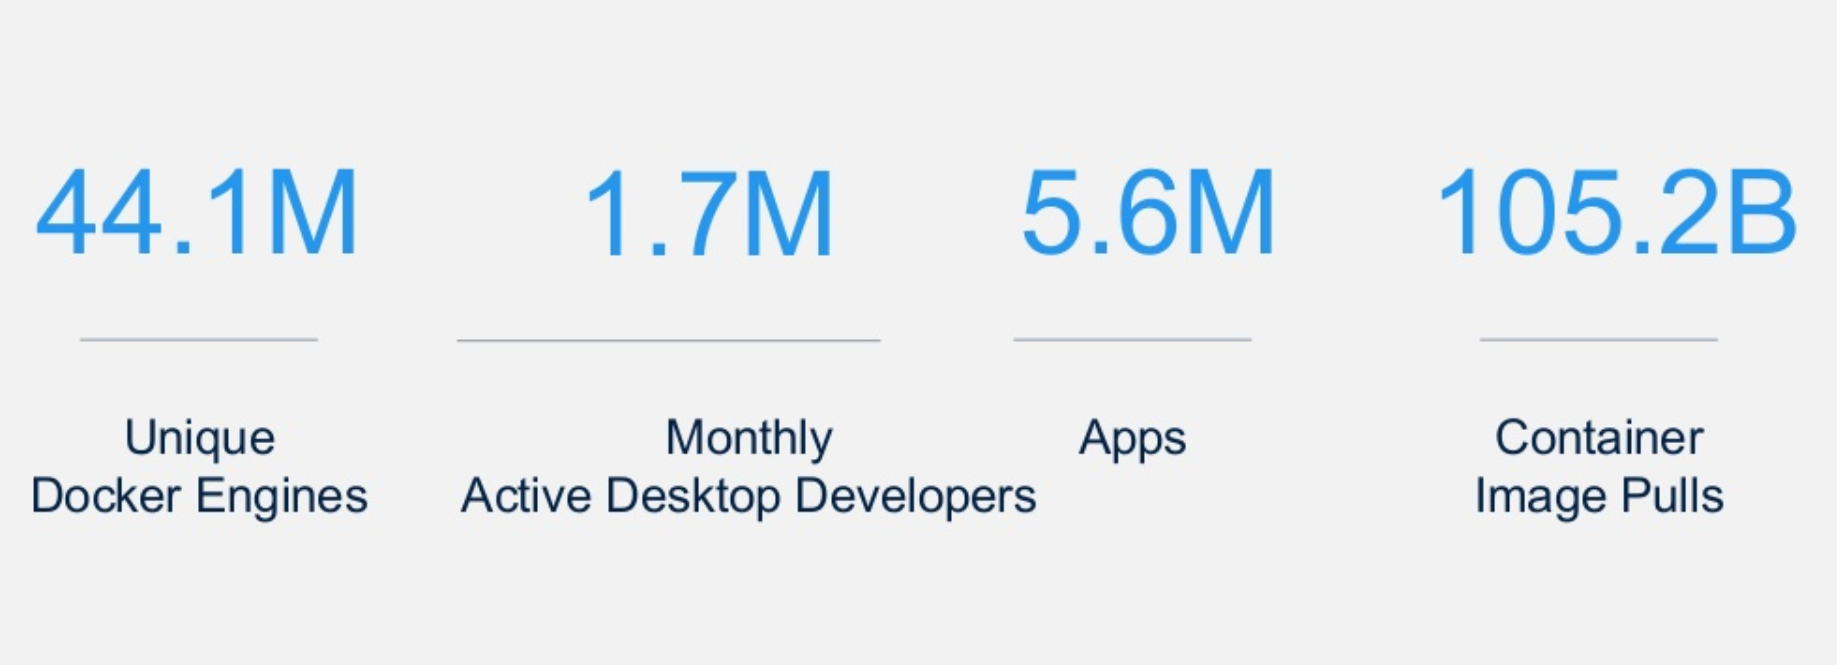 44.1M
1.7M
5.6M
105.2B
Unique
Docker Engines
Monthly
Active Desktop Developers
Apps
Container
Image Pulls